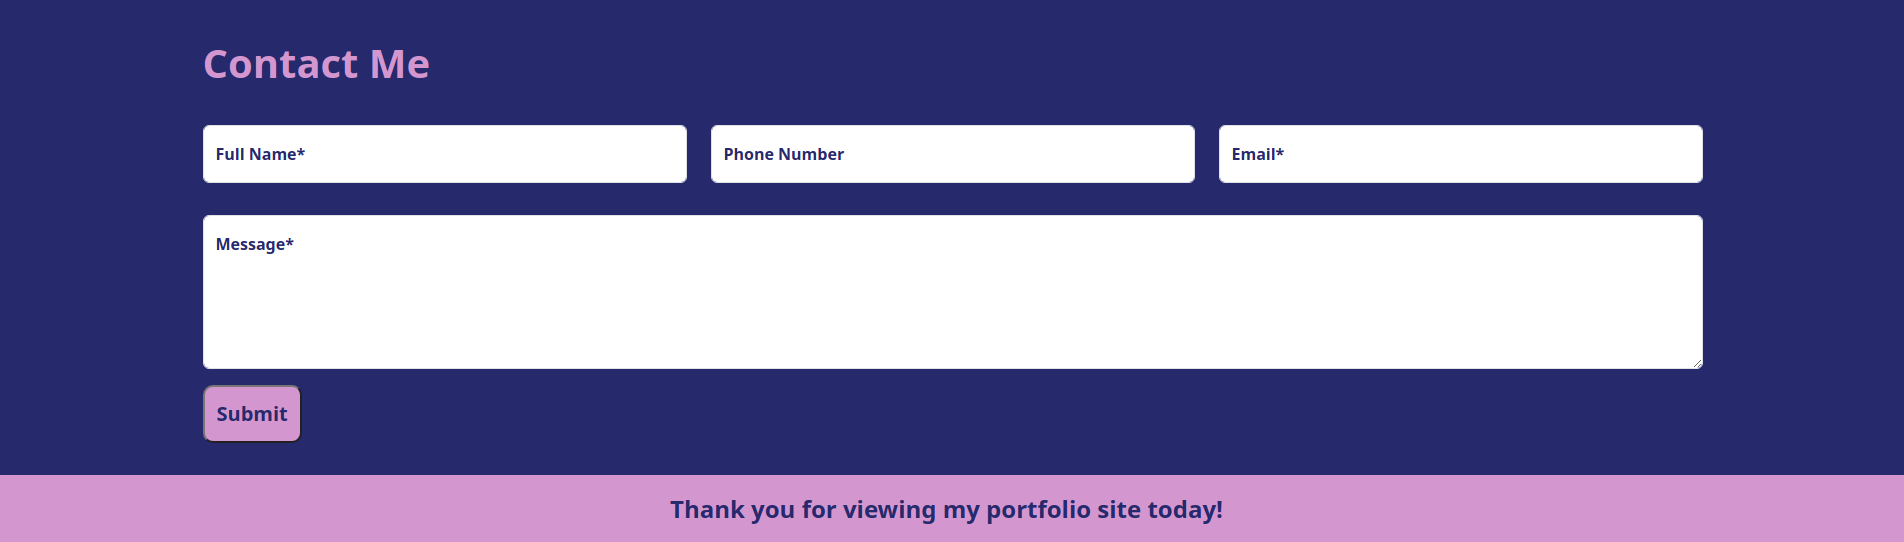 Contact Me
Full Name*
Phone Number
Email*
Message*
Submit
Thank you for viewing my portfolio site today!